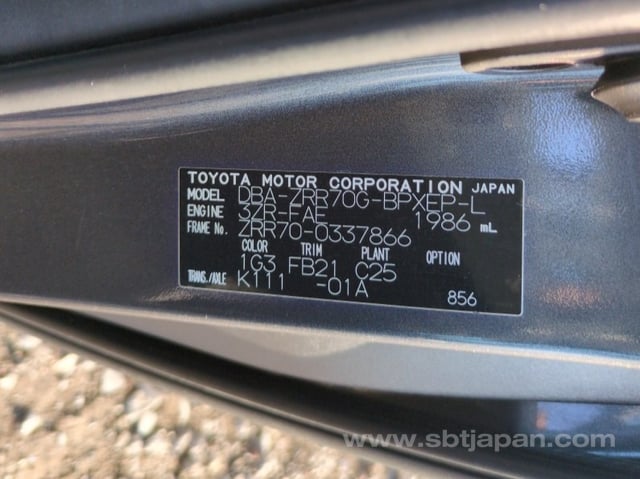 TOYOTA MOTOR CORPORATION JAPAN
MODEL DBA-ZRR70G-BPXEP-L
ENGINE 3ZR-FAE 1986 mL
FRAME No. ZRR70-0337866
COLOR TRIM PLANT OPTION
1G3 FB21 C25
TRANS./AXLE K111 -01A
856
www.sbtjapan.com